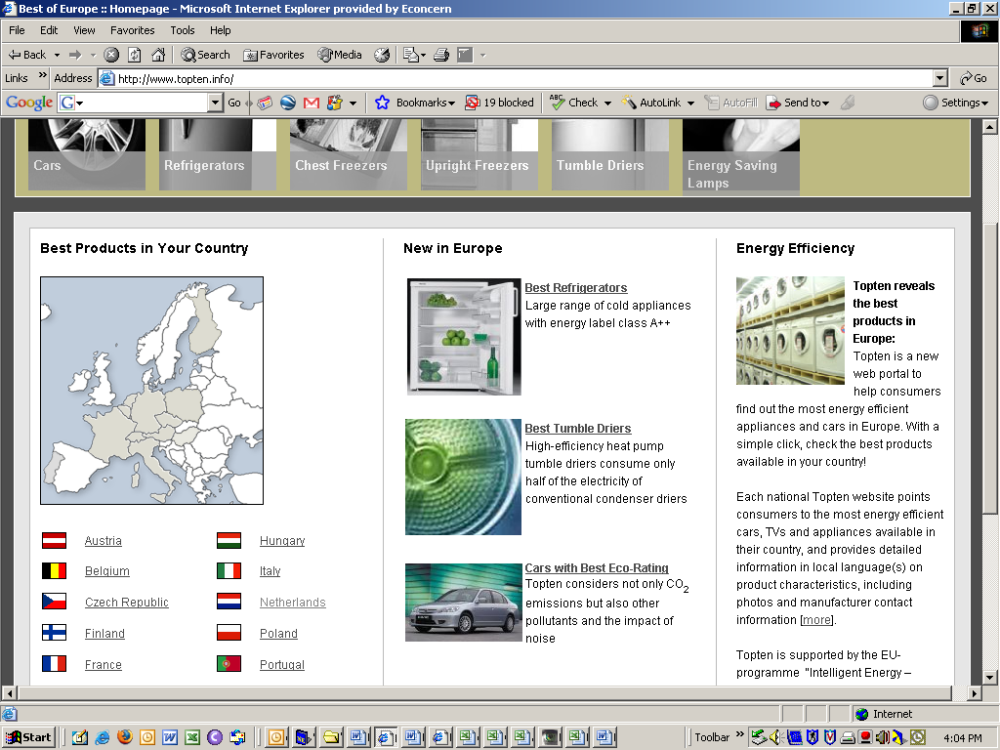 Best of Europe :: Homepage - Microsoft Internet Explorer provided by Econcern
File Edit View Favorites Tools Help
Back Search Favorites Media
Links » Address http://www.topten.info/ Go
Google G Go Bookmarks 19 blocked ABC Check AutoLink AutoFill Send to Settings
Cars Refrigerators Chest Freezers Upright Freezers Tumble Driers Energy Saving
Lamps
Best Products in Your Country
Austria
Belgium
Czech Republic
Finland
France
Hungary
Italy
Netherlands
Poland
Portugal
New in Europe
Best Refrigerators
Large range of cold appliances
with energy label class A++
Best Tumble Driers
High-efficiency heat pump
tumble driers consume only
half of the electricity of
conventional condenser driers
Cars with Best Eco-Rating
Topten considers not only CO2
emissions but also other
pollutants and the impact of
noise
Energy Efficiency
Topten reveals
the best
products in
Europe:
Topten is a new
web portal to
help consumers
find out the most energy efficient
appliances and cars in Europe. With a
simple click, check the best products
available in your country!
Each national Topten website points
consumers to the most energy efficient
cars, TVs and appliances available in
their country, and provides detailed
information in local language(s) on
product characteristics, including
photos and manufacturer contact
information [more].
Topten is supported by the EU-
programme "Intelligent Energy –
Internet
Start Toolbar » 4:04 PM